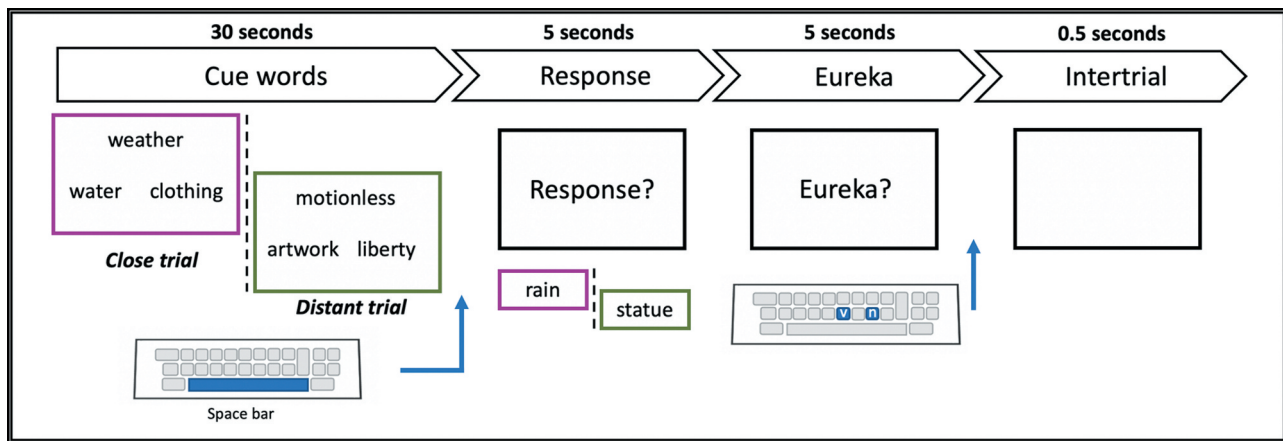 30 seconds
5 seconds
5 seconds
0.5 seconds
Cue words
Response
Eureka
Intertrial
weather
water clothing
Close trial
motionless
artwork liberty
Distant trial
Space bar
Response?
rain
statue
Eureka?
v n